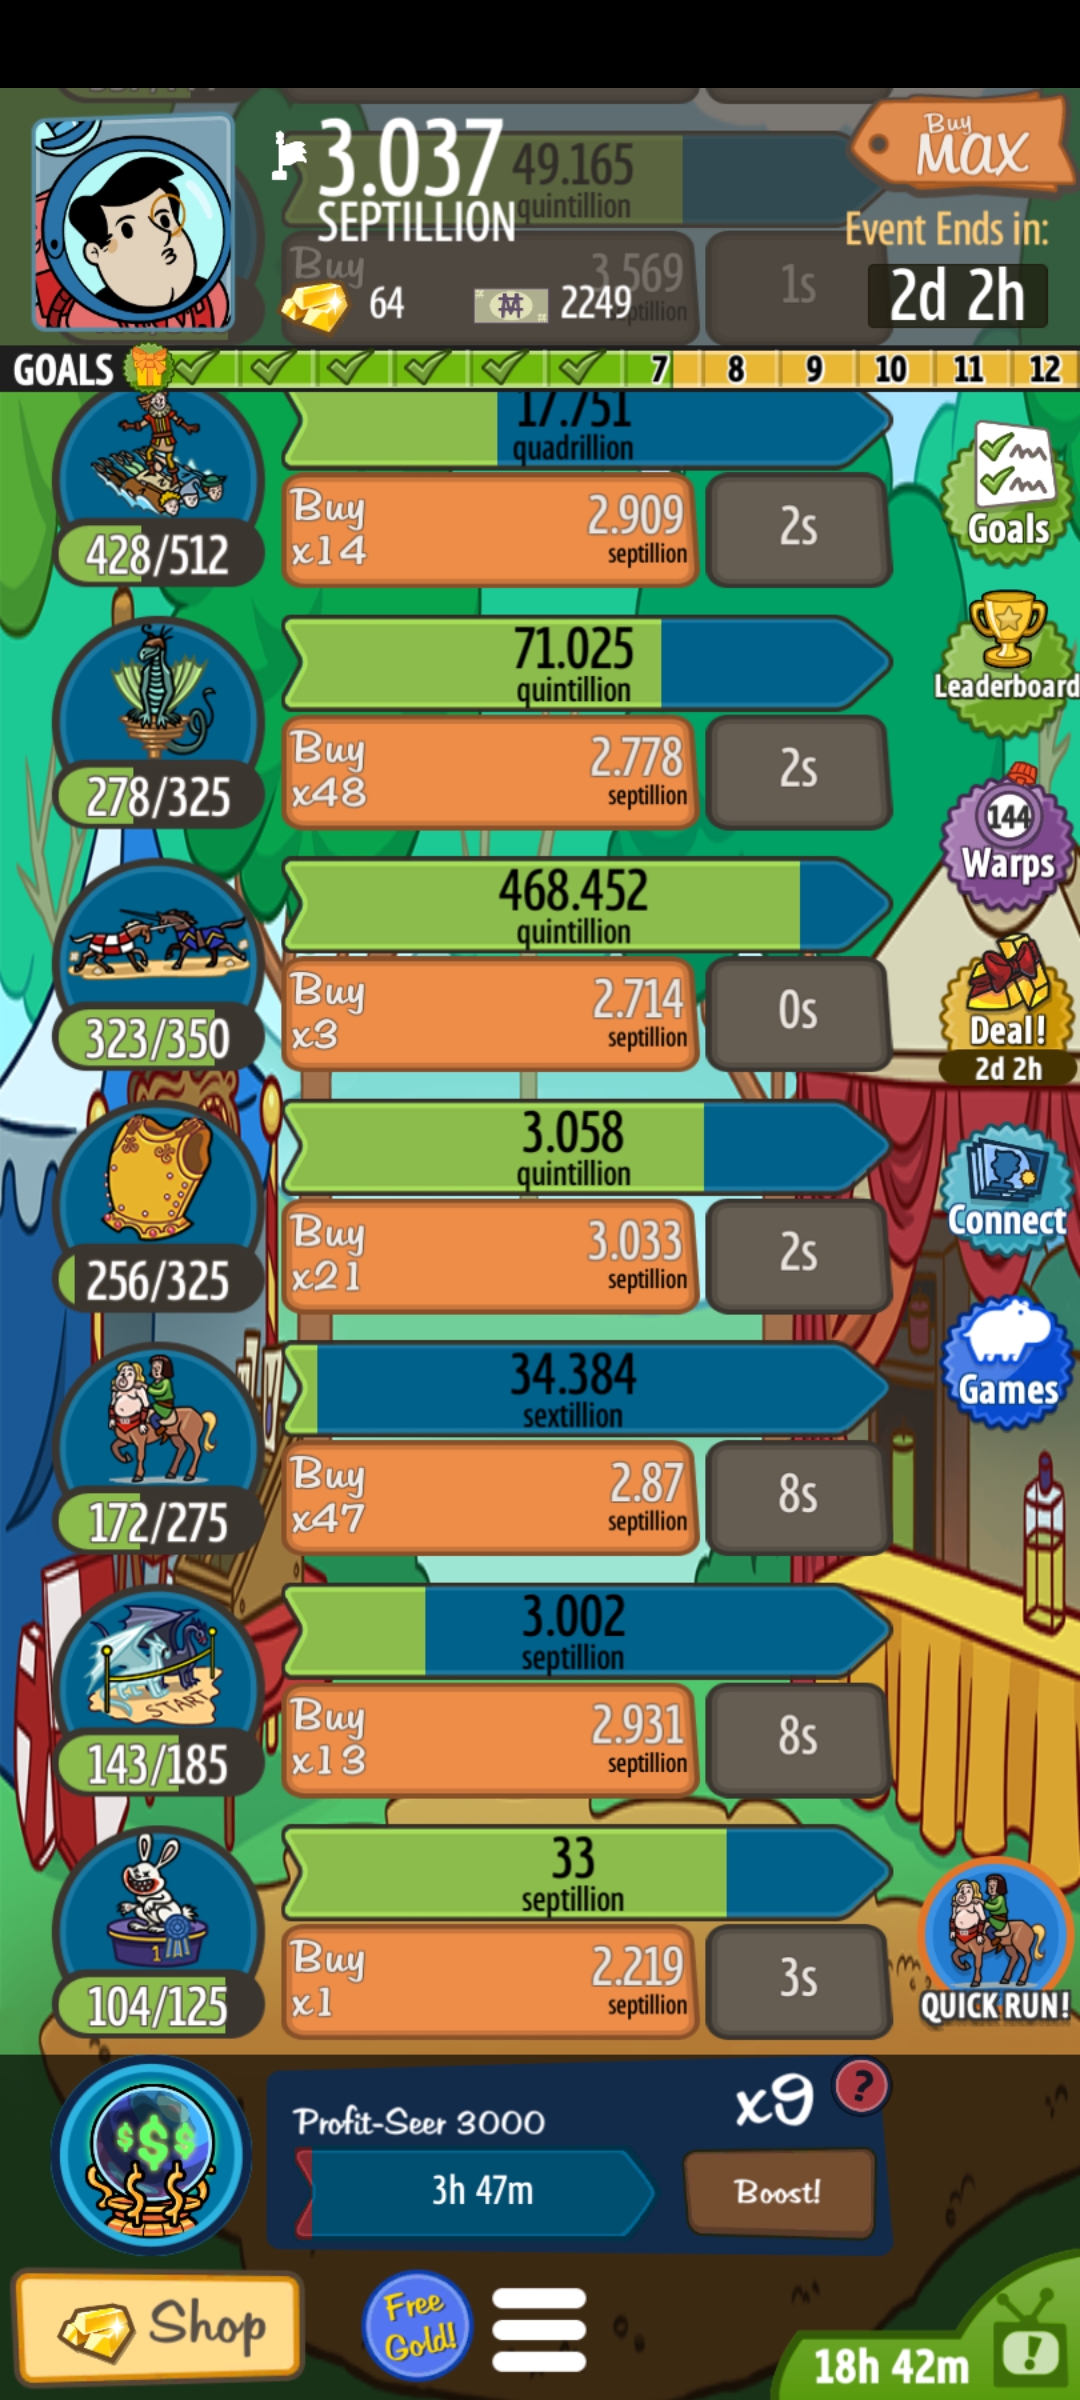 3.037
49.165
Buy
MAX
SEPTILLION
quintillion
Event Ends in:
Buy
3.569
1s
64
2249
2d 2h
GOALS
7
8
9
10
11
12
17.751
quadrillion
428/512
Buy
x14
2.909
septillion
2s
Goals
71.025
quintillion
278/325
Buy
x48
2.778
septillion
2s
Leaderboard
468.452
quintillion
323/350
Buy
x3
2.714
septillion
0s
144
Warps
Deal!
2d 2h
3.058
quintillion
256/325
Buy
x21
3.033
septillion
2s
Connect
34.384
sextillion
172/275
Buy
x47
2.87
septillion
8s
Games
3.002
septillion
START
143/185
Buy
x13
2.931
septillion
8s
33
septillion
1
104/125
Buy
x1
2.219
septillion
3s
QUICK RUN!
$$$
Profit-Seer 3000
x9
?
3h 47m
Boost!
Shop
Free
Gold!
18h 42m
!